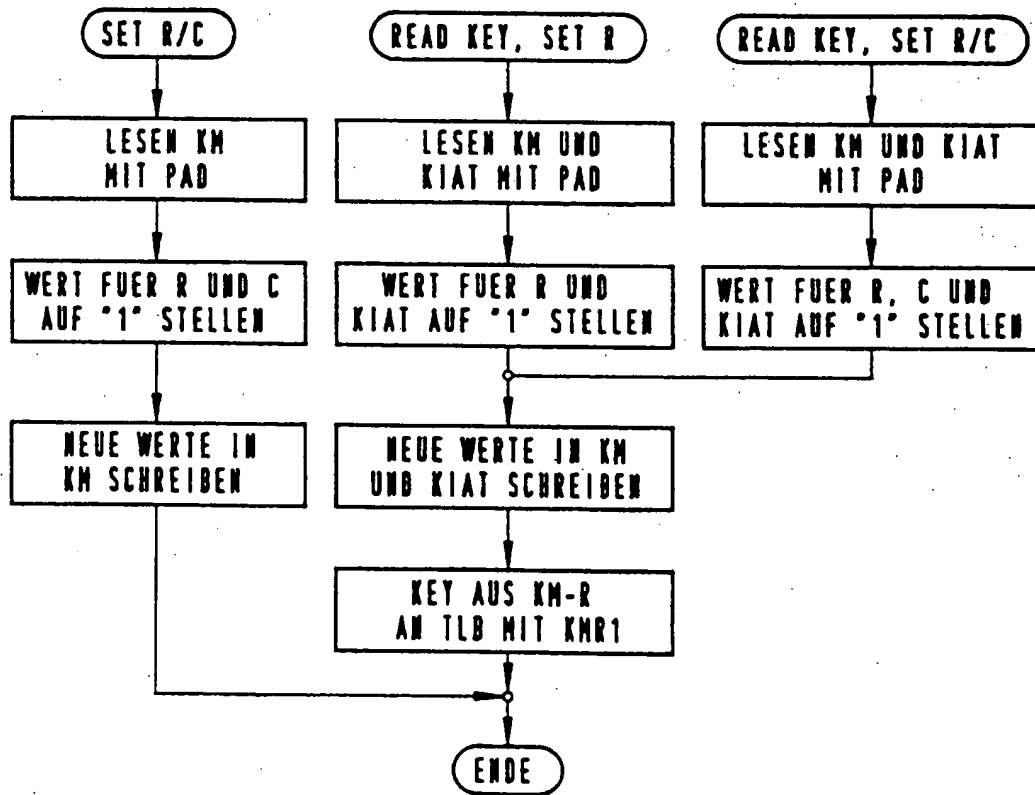 SET R/C
READ KEY, SET R
READ KEY, SET R/C
LESEN KM
MIT PAD
LESEN KM UND
KIAT MIT PAD
LESEN KM UND KIAT
MIT PAD
WERT FUER R UND C
AUF "1" STELLEN
WERT FUER R UND
KIAT AUF "1" STELLEN
WERT FUER R, C UND
KIAT AUF "1" STELLEN
NEUE WERTE IN
KM SCHREIBEN
NEUE WERTE IN KM
UND KIAT SCHREIBEN
KEY AUS KM-R
AN TLB MIT KMR1
ENDE